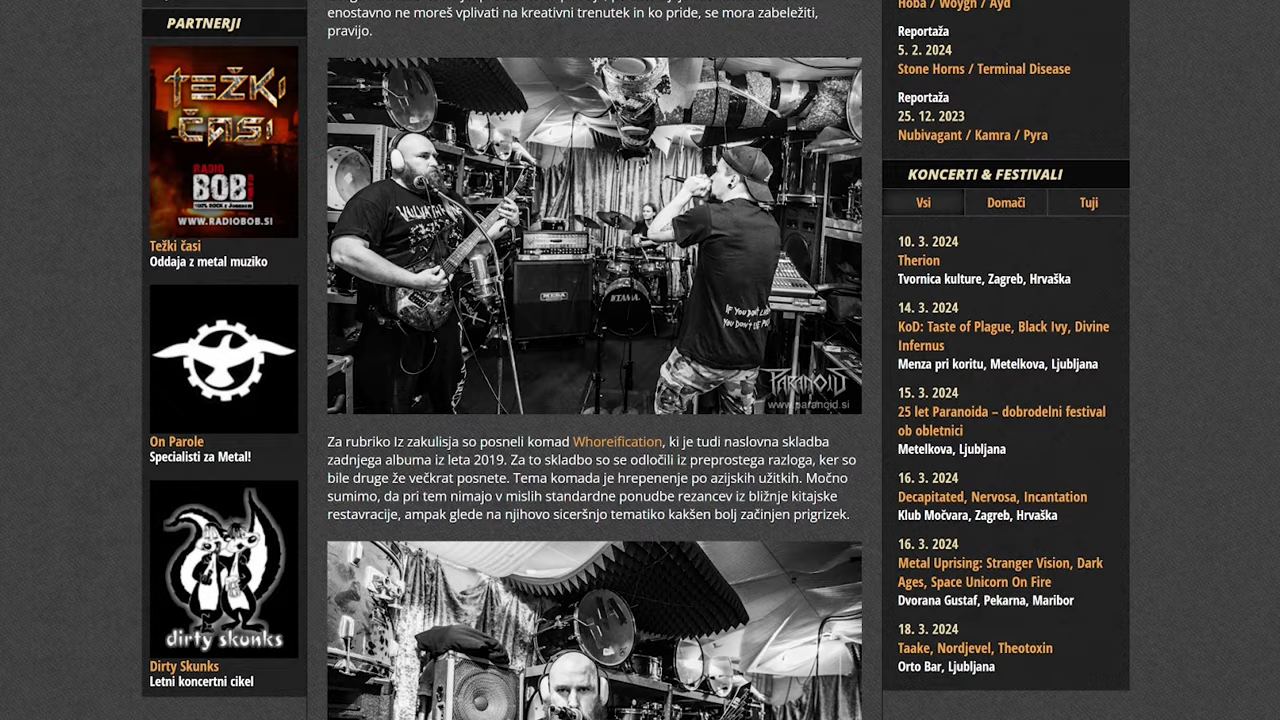 PARTNERJI
TEŽKI
ČASI
RADIO
BOB
WWW.RADIOBOB.SI
Težki časi
Oddaja z metal muziko
On Parole
Specialisti za Metal!
dirty skunks
Dirty Skunks
Letni koncertni cikel
enostavno ne moreš vplivati na kreativni trenutek in ko pride, se mora zabeležiti,
pravijo.
MESA
TAMA
IF YOU DON'T
YOU DON'T
PARANOID
www.paranoid.si
Za rubriko Iz zakulisja so posneli komad Whoreification, ki je tudi naslovna skladba
zadnjega albuma iz leta 2019. Za to skladbo so se odločili iz preprostega razloga, ker so
bile druge že večkrat posnete. Tema komada je hrepenenje po azijskih užitkih. Močno
sumimo, da pri tem nimajo v mislih standardne ponudbe rezancev iz bližnje kitajske
restavracije, ampak glede na njihovo siceršnjo tematiko kakšen bolj začinjen prigrizek.
Hoba / Woygn / Ayd
Reportaža
5. 2. 2024
Stone Horns / Terminal Disease
Reportaža
25. 12. 2023
Nubivagant / Kamra / Pyra
KONCERTI & FESTIVALI
Vsi Domači Tuji
10. 3. 2024
Therion
Tvornica kulture, Zagreb, Hrvaška
14. 3. 2024
KoD: Taste of Plague, Black Ivy, Divine
Infernus
Menza pri koritu, Metelkova, Ljubljana
15. 3. 2024
25 let Paranoida – dobrodelni festival
ob obletnici
Metelkova, Ljubljana
16. 3. 2024
Decapitated, Nervosa, Incantation
Klub Močvara, Zagreb, Hrvaška
16. 3. 2024
Metal Uprising: Stranger Vision, Dark
Ages, Space Unicorn On Fire
Dvorana Gustaf, Pekarna, Maribor
18. 3. 2024
Taake, Nordjevel, Theotoxin
Orto Bar, Ljubljana